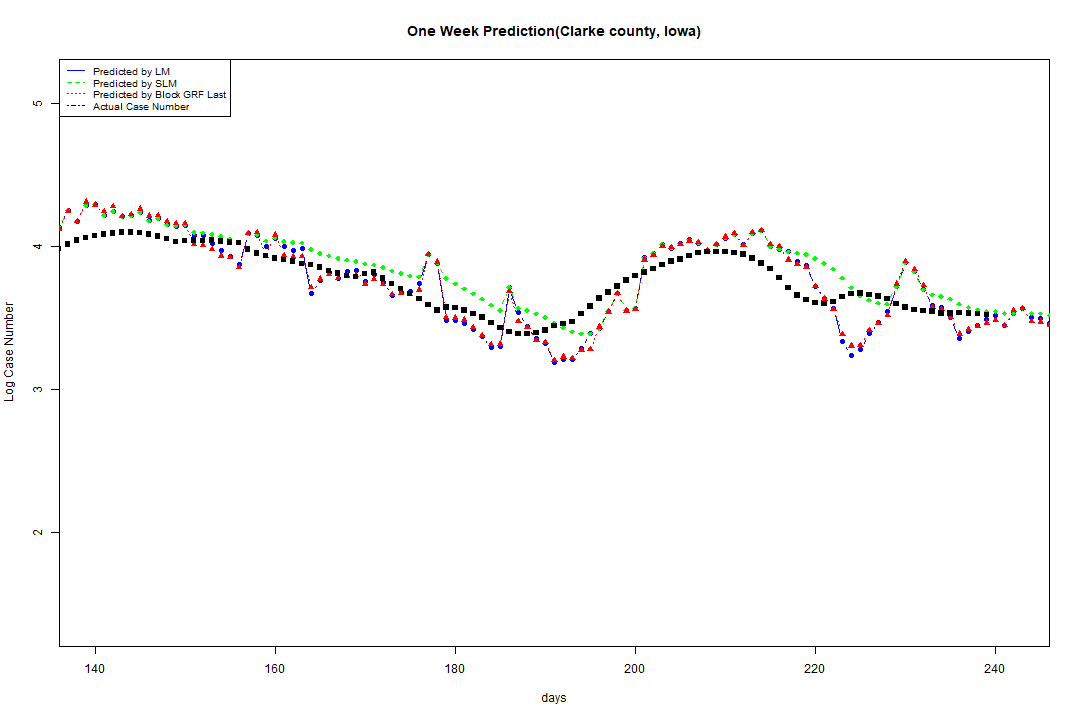 One Week Prediction(Clarke county, Iowa)
Predicted by LM
Predicted by SLM
Predicted by Block GRF Last
Actual Case Number
5
4
3
2
Log Case Number
140 160 180 200 220 240
days